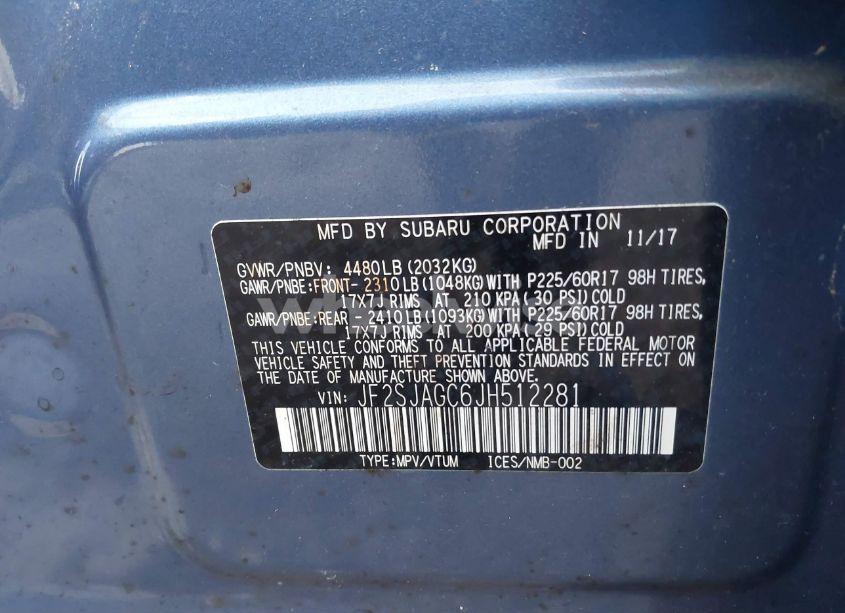 MFD BY SUBARU CORPORATION
MFD IN 11/17
GVWR/PNBV: 4480LB (2032KG)
GAWR/PNBE:FRONT- 2310LB (1048KG) WITH P225/60R17 98H TIRES,
17X7J RIMS AT 210 KPA (30 PSI) COLD
GAWR/PNBE:REAR - 2410LB (1093KG) WITH P225/60R17 98H TIRES,
17X7J RIMS AT 200 KPA (29 PSI) COLD
THIS VEHICLE CONFORMS TO ALL APPLICABLE FEDERAL MOTOR
VEHICLE SAFETY AND THEFT PREVENTION STANDARDS IN EFFECT ON
THE DATE OF MANUFACTURE SHOWN ABOVE.
VIN: JF2SJAGC6JH512281
TYPE:MPV/VTUM ICES/NMB-002